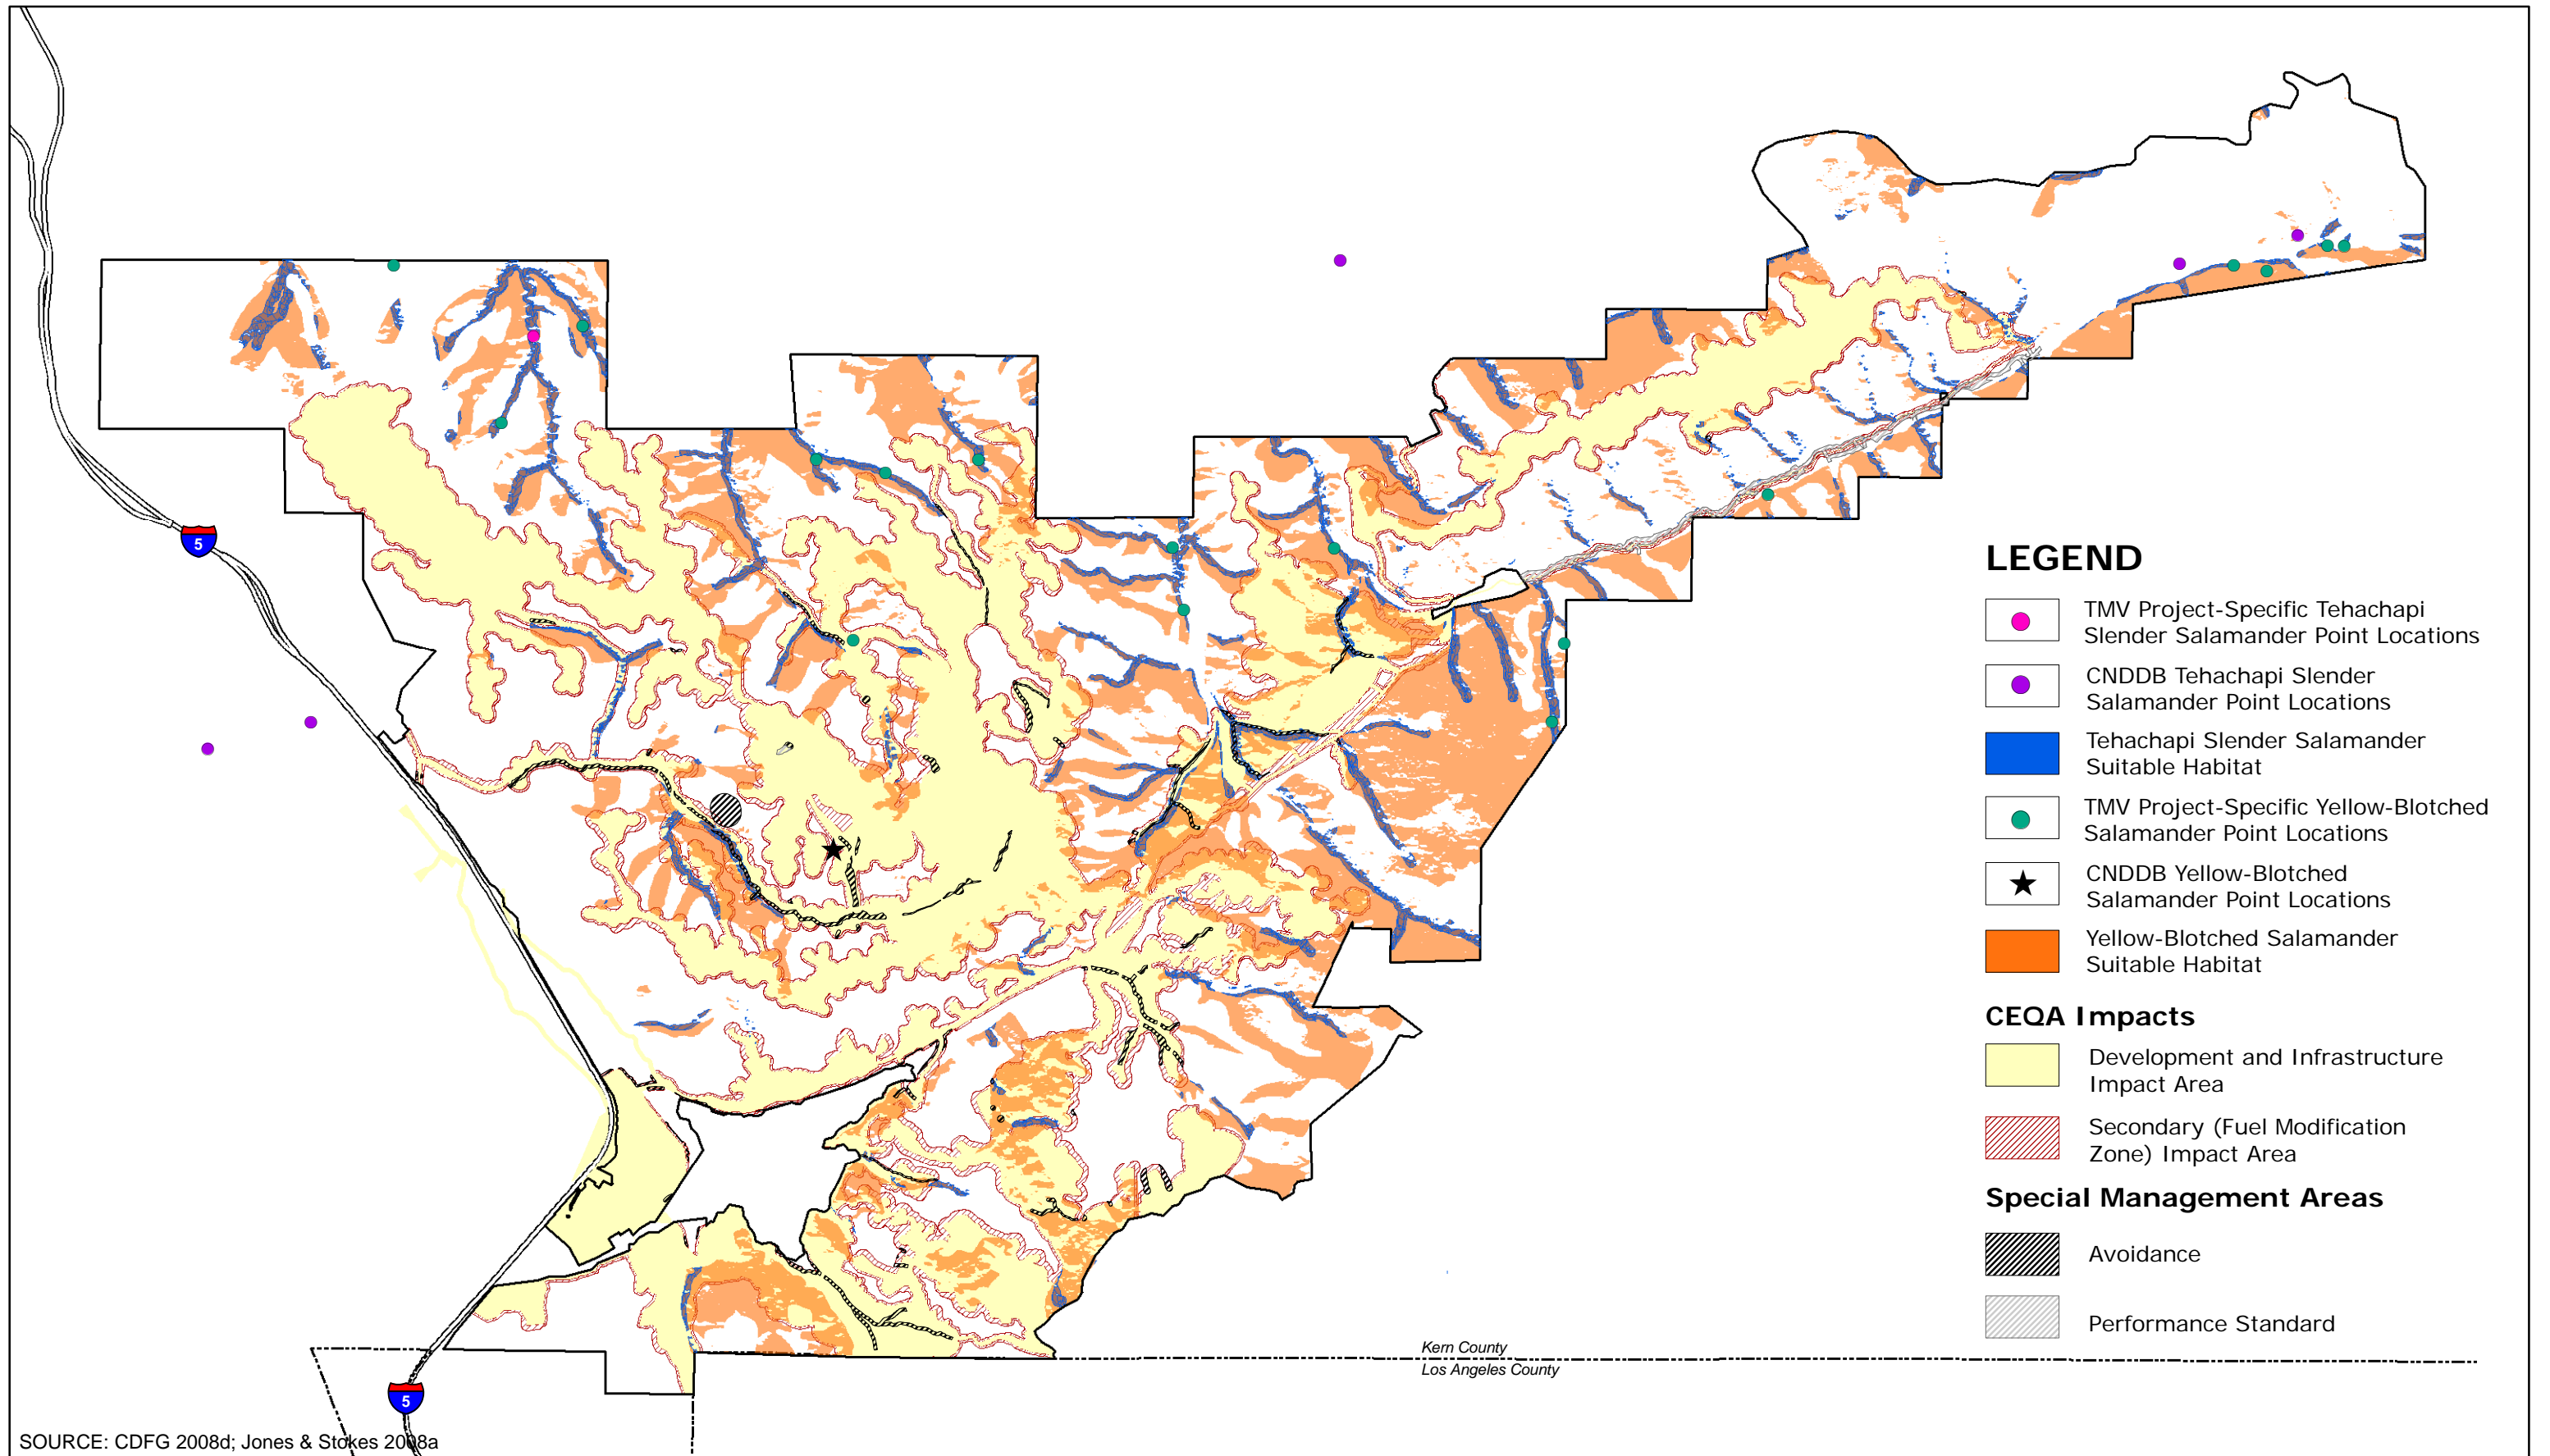 5
LEGEND
TMV Project-Specific Tehachapi
Slender Salamander Point Locations
CNDDB Tehachapi Slender
Salamander Point Locations
Tehachapi Slender Salamander
Suitable Habitat
TMV Project-Specific Yellow-Blotched
Salamander Point Locations
CNDDB Yellow-Blotched
Salamander Point Locations
Yellow-Blotched Salamander
Suitable Habitat
CEQA Impacts
Development and Infrastructure
Impact Area
Secondary (Fuel Modification
Zone) Impact Area
Special Management Areas
Avoidance
Performance Standard
Kern County
Los Angeles County
5
SOURCE: CDFG 2008d; Jones & Stokes 2008a